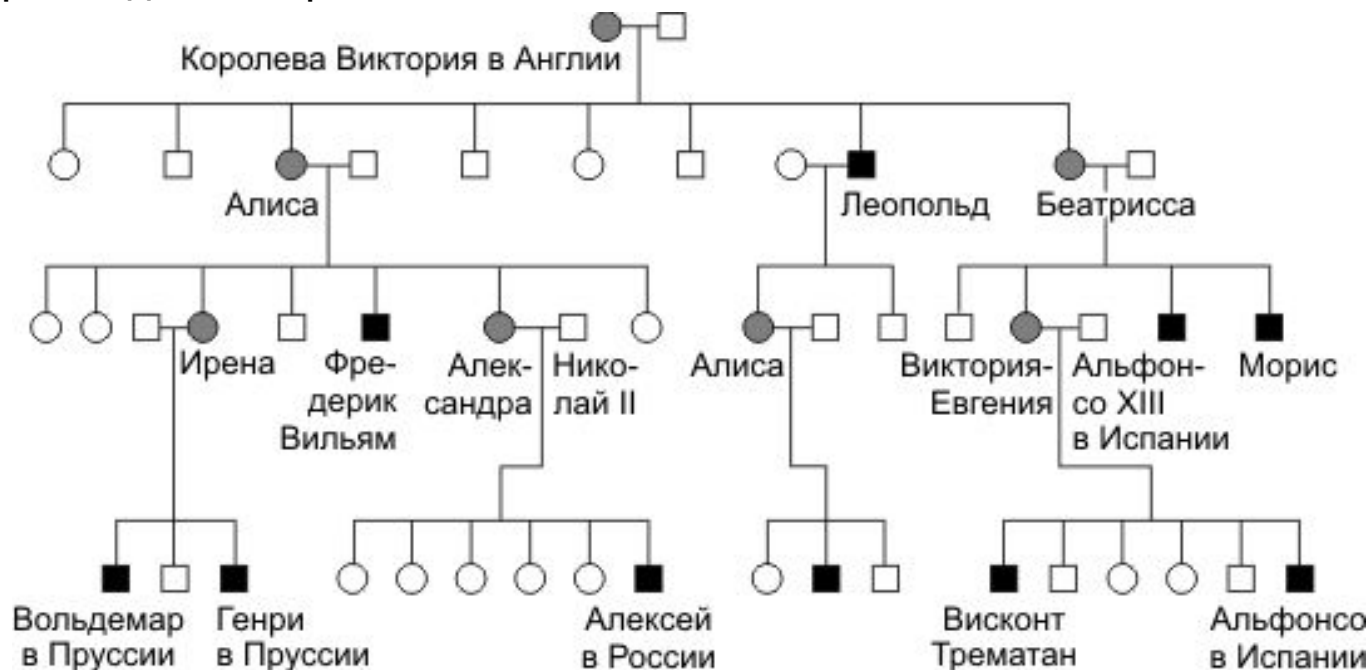 Королева Виктория в Англии
Алиса
Леопольд
Беатрисса
Ирена
Фре-
дерик
Вильям
Алек-
сандра
Нико-
лай II
Алиса
Виктория-
Евгения
Альфон-
со XIII
в Испании
Морис
Вольдемар
в Пруссии
Генри
в Пруссии
Алексей
в России
Висконт
Трематан
Альфонсо
в Испании